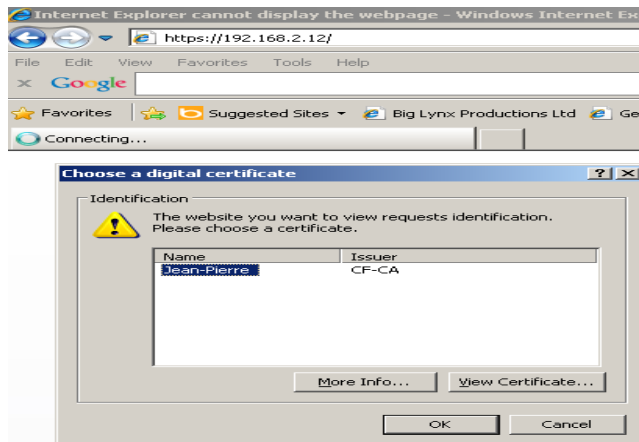 Internet Explorer cannot display the webpage - Windows Internet Ex
https://192.168.2.12/
File Edit View Favorites Tools Help
x Google
Favorites Suggested Sites Big Lynx Productions Ltd Ge
Connecting...
Choose a digital certificate
Identification
The website you want to view requests identification.
Please choose a certificate.
Name Issuer
Jean-Pierre CF-CA
More Info... View Certificate...
OK Cancel